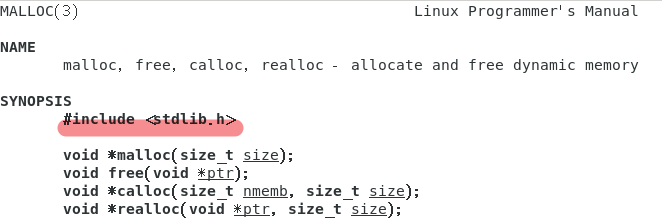 MALLOC(3) Linux Programmer's Manual
NAME
malloc, free, calloc, realloc - allocate and free dynamic memory
SYNOPSIS
#include <stdlib.h>
void *malloc(size_t size);
void free(void *ptr);
void *calloc(size_t nmemb, size_t size);
void *realloc(void *ptr, size_t size);